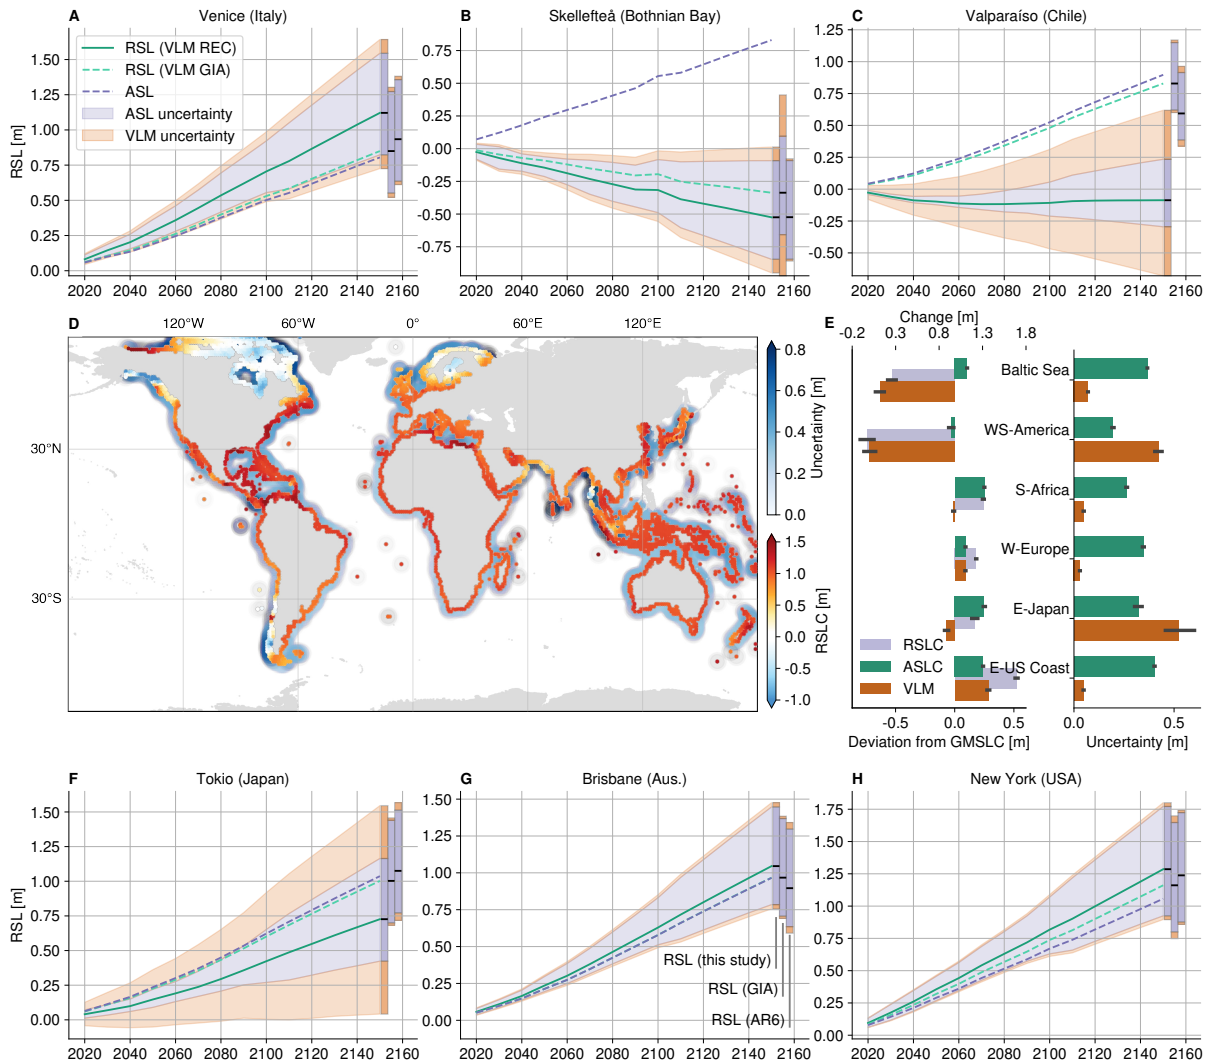 A Venice (Italy)
RSL [m]
1.50
1.25
1.00
0.75
0.50
0.25
0.00
RSL (VLM REC)
RSL (VLM GIA)
ASL
ASL uncertainty
VLM uncertainty
2020 2040 2060 2080 2100 2120 2140 2160
B Skellefteå (Bothnian Bay)
0.75
0.50
0.25
0.00
-0.25
-0.50
-0.75
2020 2040 2060 2080 2100 2120 2140 2160
C Valparaíso (Chile)
1.25
1.00
0.75
0.50
0.25
0.00
-0.25
-0.50
2020 2040 2060 2080 2100 2120 2140 2160
D 120°W 60°W 0° 60°E 120°E
30°N
30°S
0.8
0.6
0.4
0.2
0.0
Uncertainty [m]
1.5
1.0
0.5
0.0
-0.5
-1.0
RSLC [m]
E Change [m]
-0.2 0.3 0.8 1.3 1.8
Baltic Sea
WS-America
S-Africa
W-Europe
E-Japan
E-US Coast
RSLC
ASLC
VLM
-0.5 0.0 0.5
Deviation from GMSLC [m]
0.0 0.5
Uncertainty [m]
F Tokio (Japan)
RSL [m]
1.50
1.25
1.00
0.75
0.50
0.25
0.00
2020 2040 2060 2080 2100 2120 2140 2160
G Brisbane (Aus.)
1.50
1.25
1.00
0.75
0.50
0.25
0.00
RSL (this study)
RSL (GIA)
RSL (AR6)
2020 2040 2060 2080 2100 2120 2140 2160
H New York (USA)
1.75
1.50
1.25
1.00
0.75
0.50
0.25
0.00
2020 2040 2060 2080 2100 2120 2140 2160